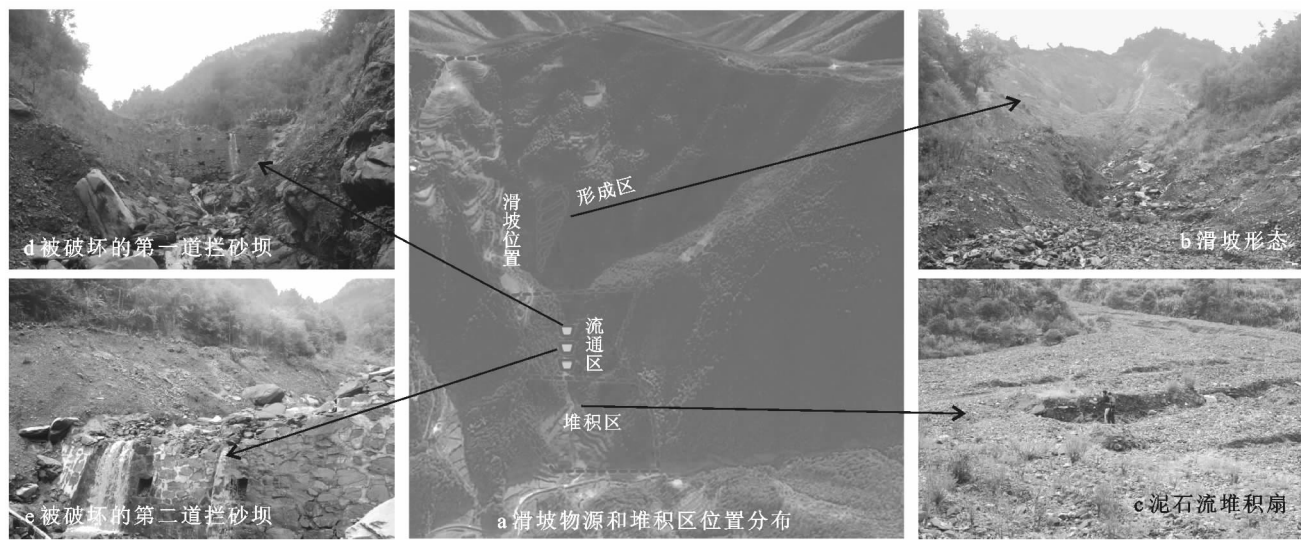 d 被破坏的第一道拦砂坝
滑坡位置
形成区
b 滑坡形态
流通区
堆积区
e 被破坏的第二道拦砂坝
a 滑坡物源和堆积区位置分布
c 泥石流堆积扇